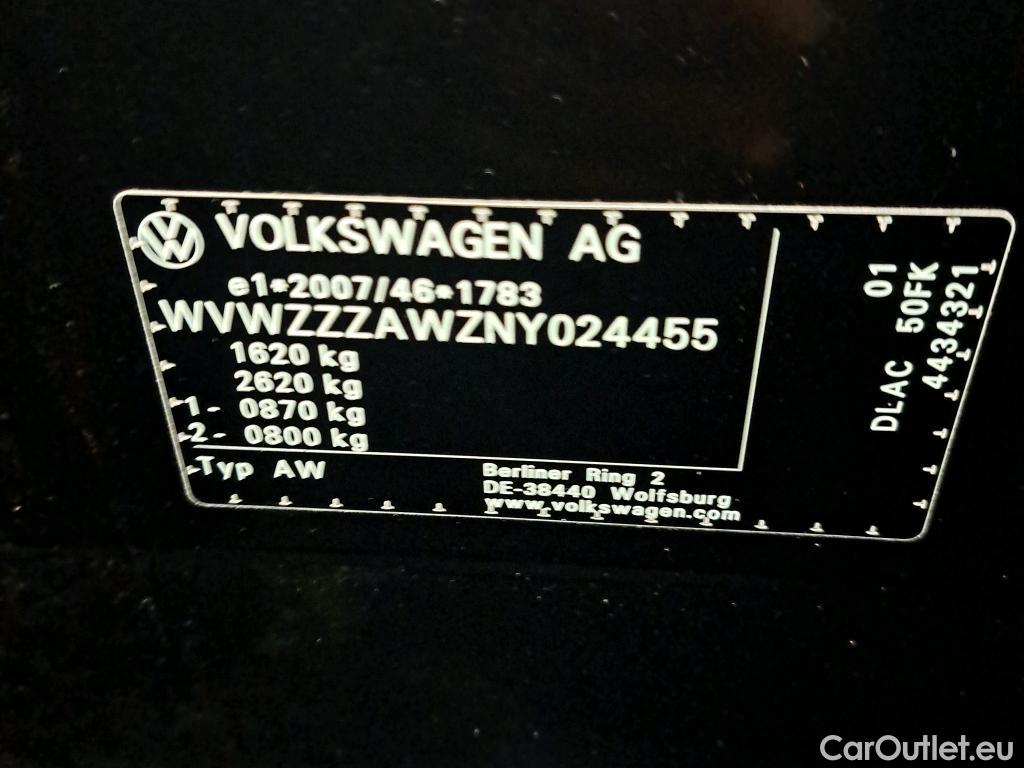 VOLKSWAGEN AG
e1*2007/46*1783
WVWZZZAWZNY024455
1620 kg
2620 kg
1- 0870 kg
2- 0800 kg
Typ AW
Berliner Ring 2
DE-38440 Wolfsburg
www.volkswagen.com
01
DLAC 50FK
4434321
CarOutlet.eu